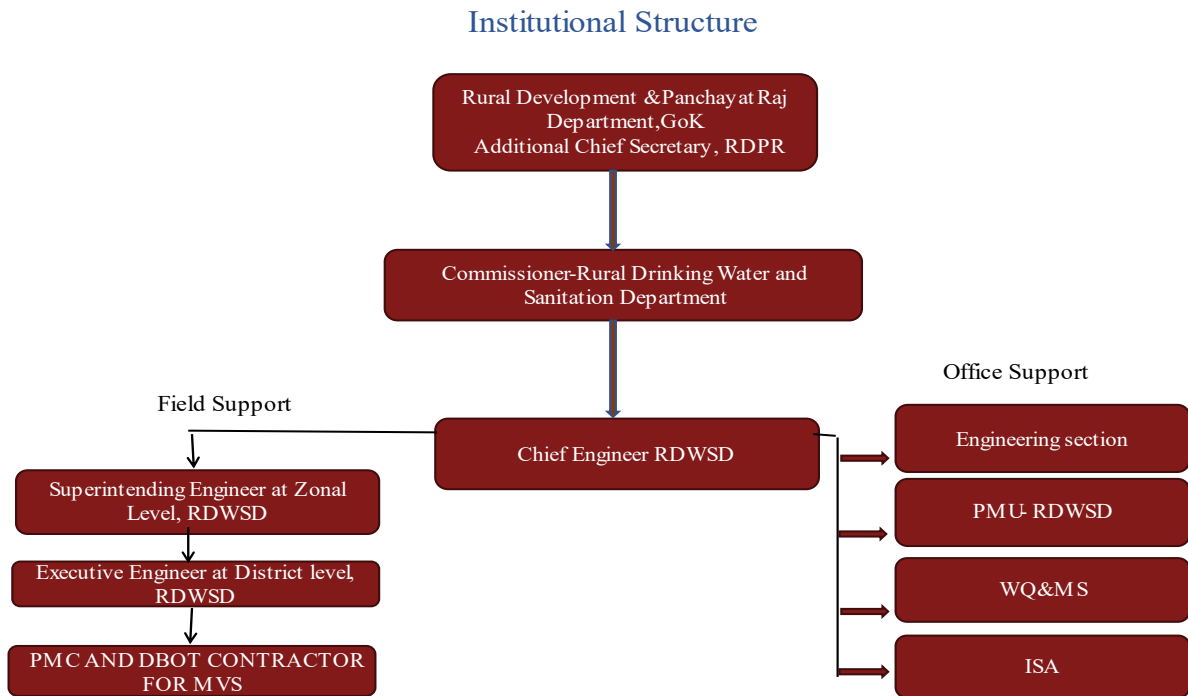 Institutional Structure
Rural Development &Panchayat Raj
Department,GoK
Additional Chief Secretary, RDPR
Commissioner-Rural Drinking Water and
Sanitation Department
Office Support
Field Support
Chief Engineer RDWSD
Engineering section
Superintending Engineer at Zonal
Level, RDWSD
PMU- RDWSD
Executive Engineer at District level,
RDWSD
WQ&MS
PMC AND DBOT CONTRACTOR
FOR MVS
ISA